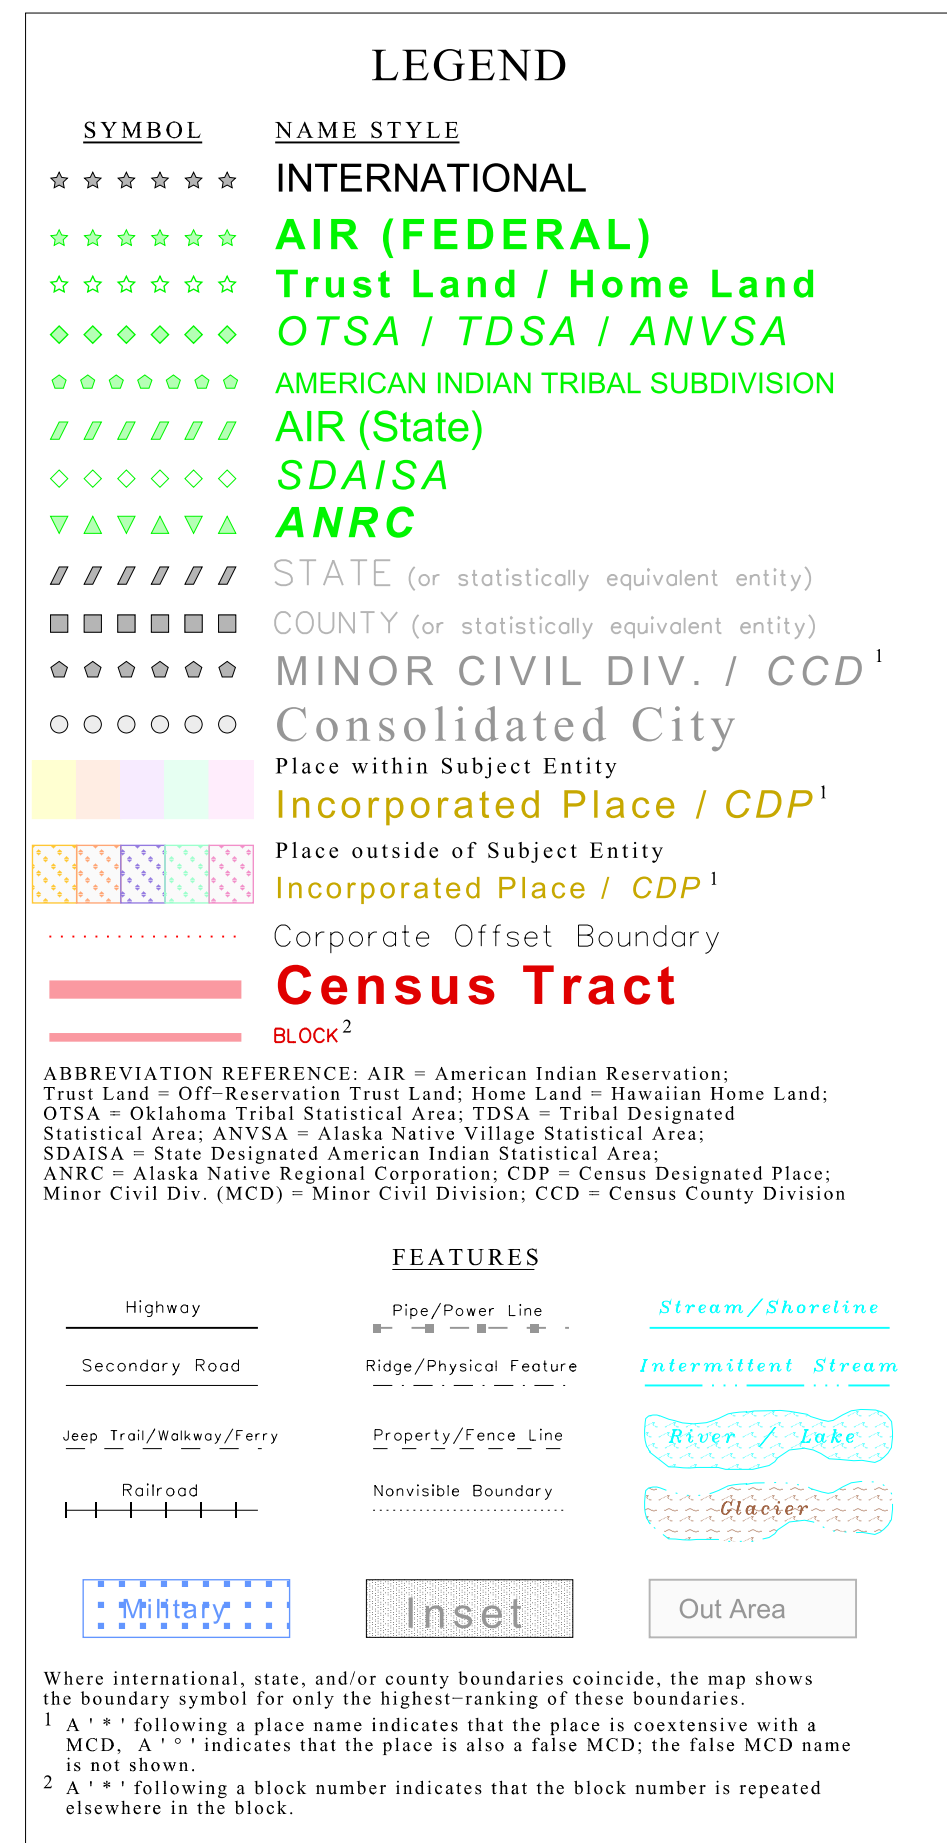 LEGEND
SYMBOL NAME STYLE
INTERNATIONAL
AIR (FEDERAL)
Trust Land / Home Land
OTSA / TDSA / ANVSA
AMERICAN INDIAN TRIBAL SUBDIVISION
AIR (State)
SDAISA
ANRC
STATE (or statistically equivalent entity)
COUNTY (or statistically equivalent entity)
MINOR CIVIL DIV. / CCD 1
Consolidated City
Place within Subject Entity
Incorporated Place / CDP 1
Place outside of Subject Entity
Incorporated Place / CDP 1
Corporate Offset Boundary
Census Tract
BLOCK 2
ABBREVIATION REFERENCE: AIR = American Indian Reservation;
Trust Land = Off−Reservation Trust Land; Home Land = Hawaiian Home Land;
OTSA = Oklahoma Tribal Statistical Area; TDSA = Tribal Designated
Statistical Area; ANVSA = Alaska Native Village Statistical Area;
SDAISA = State Designated American Indian Statistical Area;
ANRC = Alaska Native Regional Corporation; CDP = Census Designated Place;
Minor Civil Div. (MCD) = Minor Civil Division; CCD = Census County Division
FEATURES
Highway
Pipe/Power Line
Stream/Shoreline
Secondary Road
Ridge/Physical Feature
Intermittent Stream
Jeep Trail/Walkway/Ferry
Property/Fence Line
River / Lake
Railroad
Nonvisible Boundary
Glacier
Military
Inset
Out Area
Where international, state, and/or county boundaries coincide, the map shows
the boundary symbol for only the highest−ranking of these boundaries.
1 A ' * ' following a place name indicates that the place is coextensive with a
MCD, A ' ° ' indicates that the place is also a false MCD; the false MCD name
is not shown.
2 A ' * ' following a block number indicates that the block number is repeated
elsewhere in the block.